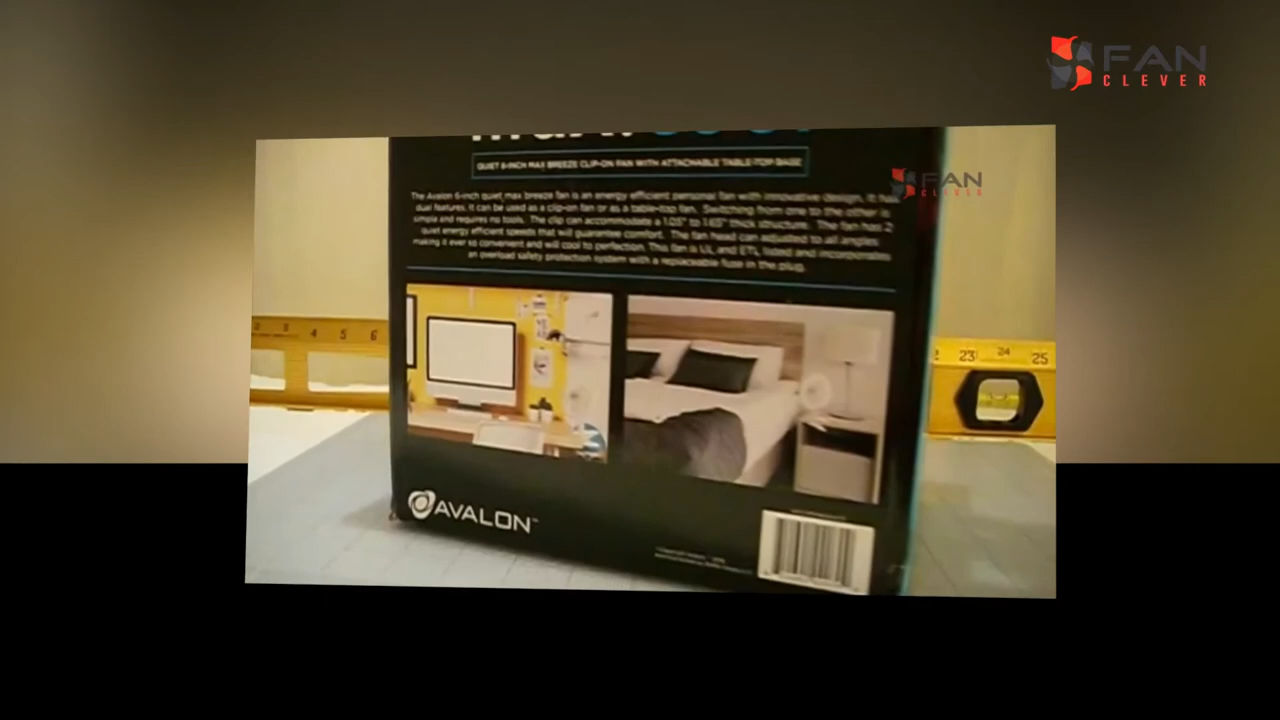 FAN
CLEVER
QUIET 6-INCH MAX BREEZE CLIP-ON FAN WITH ATTACHABLE TABLE-TOP BASE
FAN
CLEVER
The Avalon 6-inch quiet max breeze fan is an energy efficient personal fan with innovative design. It has
dual features. It can be used as a clip-on fan or as a table-top fan. Switching from one to the other is
simple and requires no tools. The clip can accommodate a 1.05" to 1.65" thick structure. The fan has 2
quiet energy efficient speeds that will guarantee comfort. The fan head can adjusted to all angles
making it ever so convenient and will cool to perfection. This fan is UL and ETL listed and incorporates
an overload safety protection system with a replaceable fuse in the plug.
2 3 4 5 6
23 24 25
AVALON™